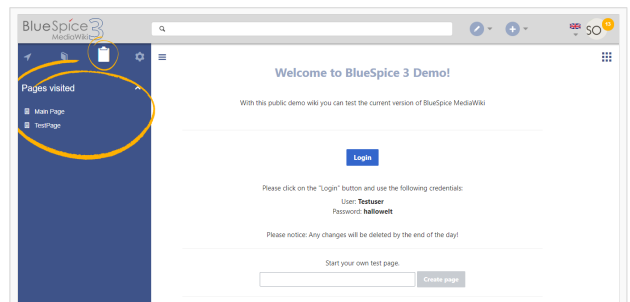 BlueSpice 3
MediaWiki
SO
Pages visited
Main Page
TestPage
Welcome to BlueSpice 3 Demo!
With this public demo wiki you can test the current version of BlueSpice MediaWiki
Login
Please click on the "Login" button and use the following credentials:
User: Testuser
Password: hallowelt
Please notice: Any changes will be deleted by the end of the day!
Start your own test page.
Create page